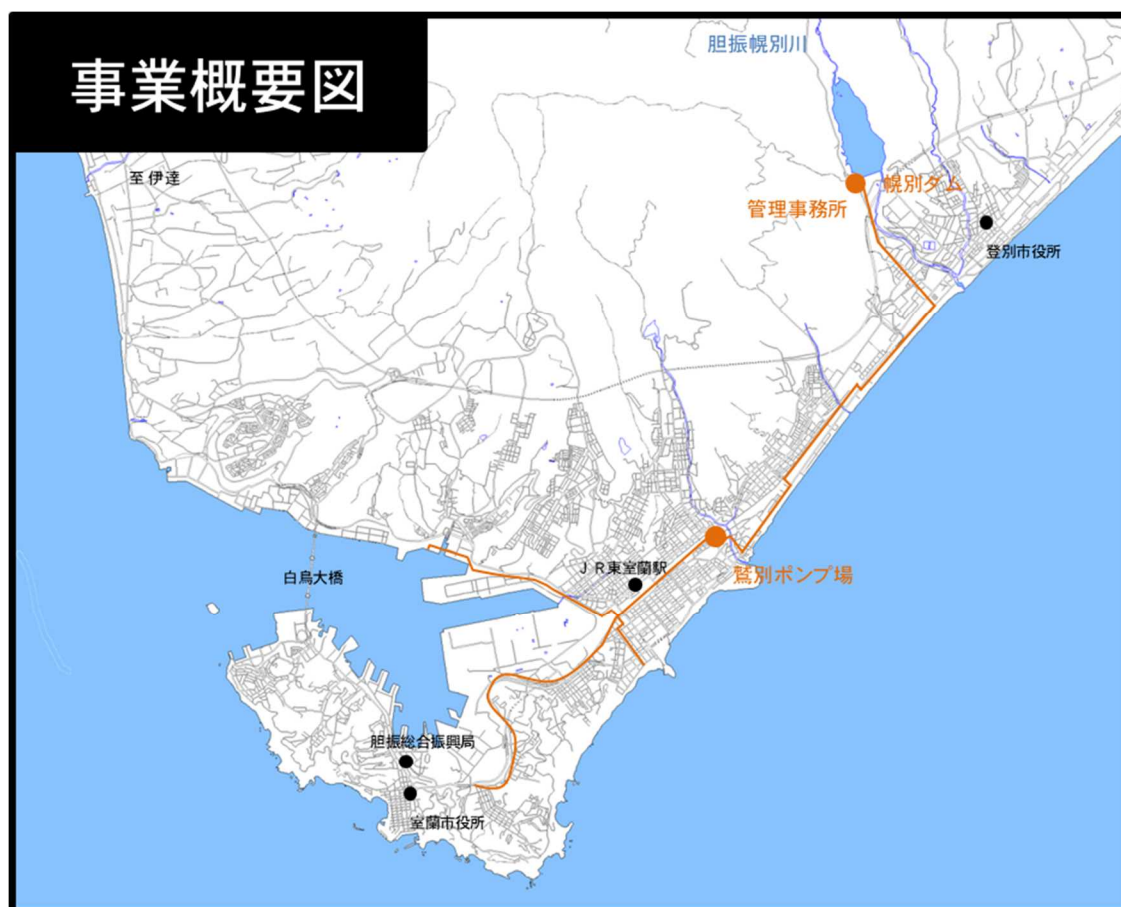 事業概要図
胆振幌別川
至 伊達
幌別ダム
管理事務所
登別市役所
JR東室蘭駅
鷲別ポンプ場
白鳥大橋
胆振総合振興局
室蘭市役所